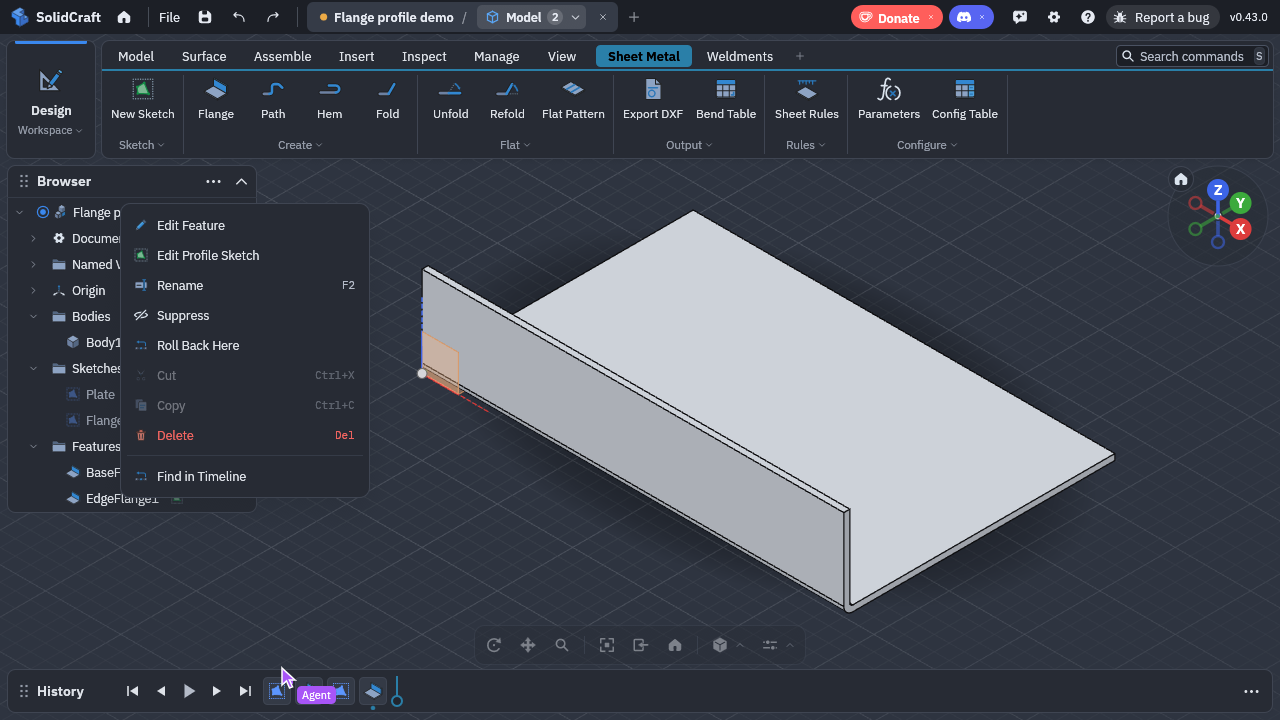 SolidCraft
File
Flange profile demo /
Model 2
Donate
Report a bug
v0.43.0
Design
Workspace
Model
Surface
Assemble
Insert
Inspect
Manage
View
Sheet Metal
Weldments
Search commands S
New Sketch
Flange
Path
Hem
Fold
Unfold
Refold
Flat Pattern
Export DXF
Bend Table
Sheet Rules
Parameters
Config Table
Sketch
Create
Flat
Output
Rules
Configure
Browser
Flange p
Docume
Named V
Origin
Bodies
Body1
Sketches
Plate
Flange
Features
BaseF
EdgeFlange1
Edit Feature
Edit Profile Sketch
Rename F2
Suppress
Roll Back Here
Cut Ctrl+X
Copy Ctrl+C
Delete Del
Find in Timeline
Z
Y
X
History
Agent